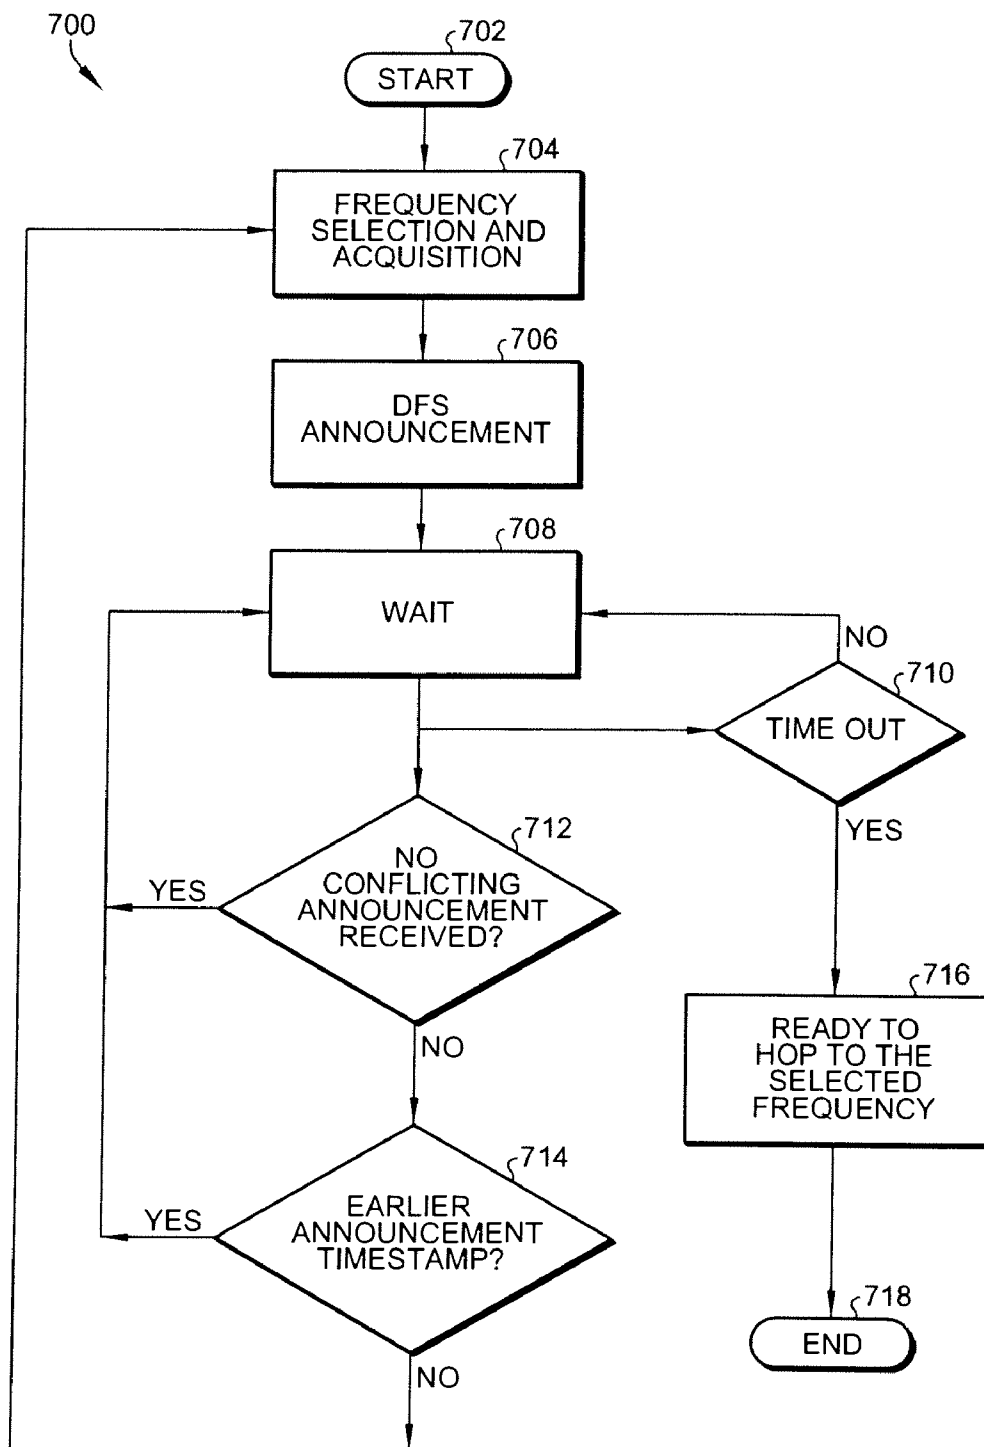 700
702
START
704
FREQUENCY
SELECTION AND
ACQUISITION
706
DFS
ANNOUNCEMENT
708
WAIT
NO
710
TIME OUT
YES
712
NO
CONFLICTING
ANNOUNCEMENT
RECEIVED?
YES
NO
714
EARLIER
ANNOUNCEMENT
TIMESTAMP?
YES
NO
716
READY TO
HOP TO THE
SELECTED
FREQUENCY
718
END